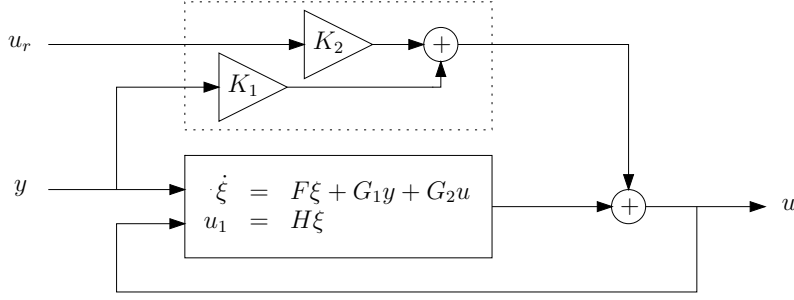 u_r
K_2
+
K_1
y
ξ̇ = Fξ + G_1y + G_2u
u_1 = Hξ
+
u